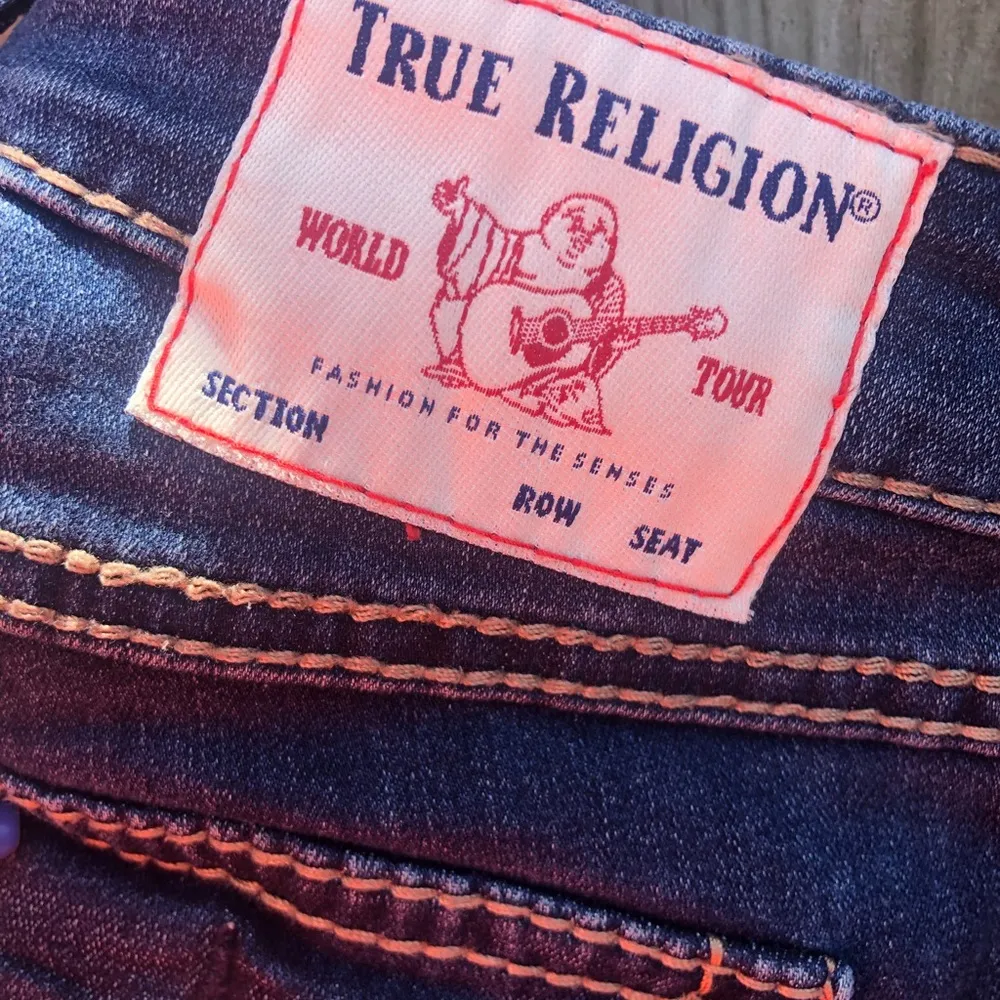 TRUE RELIGION®
WORLD TOUR
FASHION FOR THE SENSES
SECTION ROW SEAT